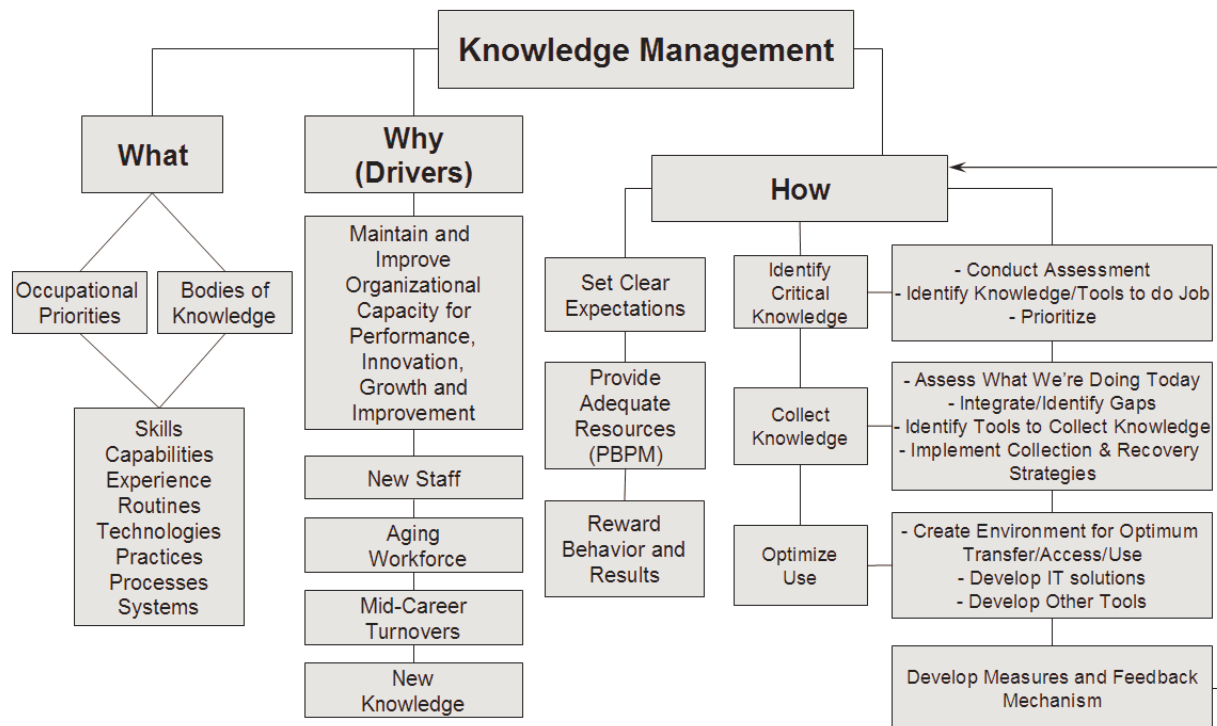 Knowledge Management
What
Occupational
Priorities
Bodies of
Knowledge
Skills
Capabilities
Experience
Routines
Technologies
Practices
Processes
Systems
Why
(Drivers)
Maintain and
Improve
Organizational
Capacity for
Performance,
Innovation,
Growth and
Improvement
New Staff
Aging
Workforce
Mid-Career
Turnovers
New
Knowledge
How
Set Clear
Expectations
Provide
Adequate
Resources
(PBPM)
Reward
Behavior and
Results
Identify
Critical
Knowledge
- Conduct Assessment
- Identify Knowledge/Tools to do Job
- Prioritize
Collect
Knowledge
- Assess What We're Doing Today
- Integrate/Identify Gaps
- Identify Tools to Collect Knowledge
- Implement Collection & Recovery
Strategies
Optimize
Use
- Create Environment for Optimum
Transfer/Access/Use
- Develop IT solutions
- Develop Other Tools
Develop Measures and Feedback
Mechanism